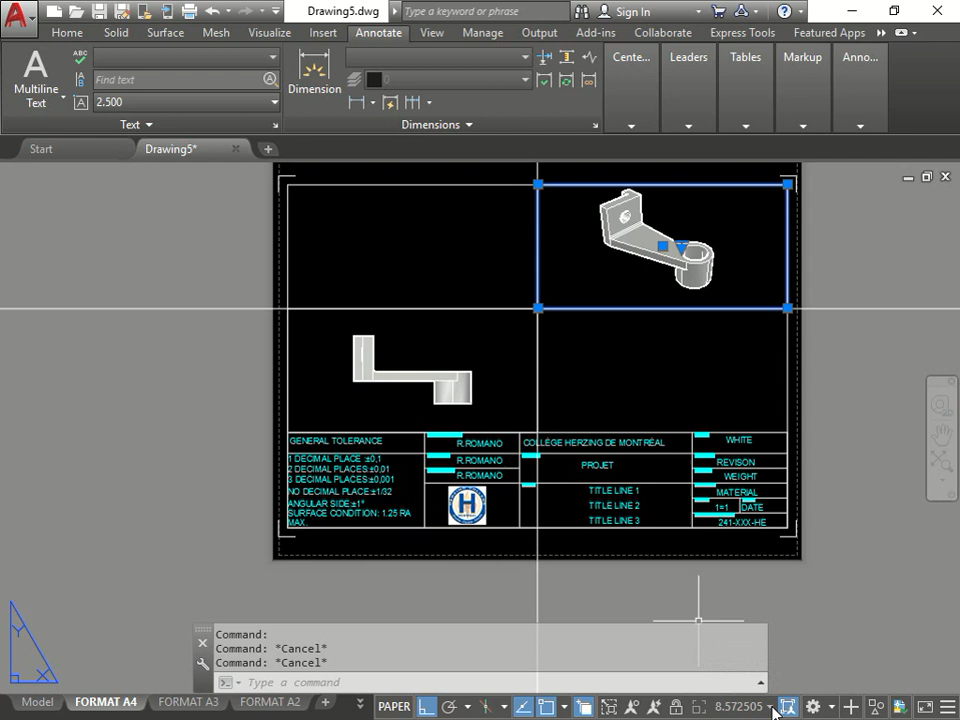 Drawing5.dwg Type a keyword or phrase Sign In
Home Solid Surface Mesh Visualize Insert Annotate View Manage Output Add-ins Collaborate Express Tools Featured Apps
ABC
Find text
Cente... Leaders Tables Markup Anno...
Multiline Text
Dimension
0
2.500
Text Dimensions
Start Drawing5*
GENERAL TOLERANCE
1 DECIMAL PLACE :±0,1
2 DECIMAL PLACES:±0,01
3 DECIMAL PLACES:±0,001
NO DECIMAL PLACE:±1/32
ANGULAR SIDE:±1°
SURFACE CONDITION: 1.25 RA
MAX.
R.ROMANO
R.ROMANO
R.ROMANO
H
COLLÉGE HERZING DE MONTRÉAL
PROJET
TITLE LINE 1
TITLE LINE 2
TITLE LINE 3
WHITE
REVISON
WEIGHT
MATERIAL
1=1 DATE
241-XXX-HE
Y
X
Command:
Command: *Cancel*
Command: *Cancel*
Type a command
Model FORMAT A4 FORMAT A3 FORMAT A2 PAPER 8.572505